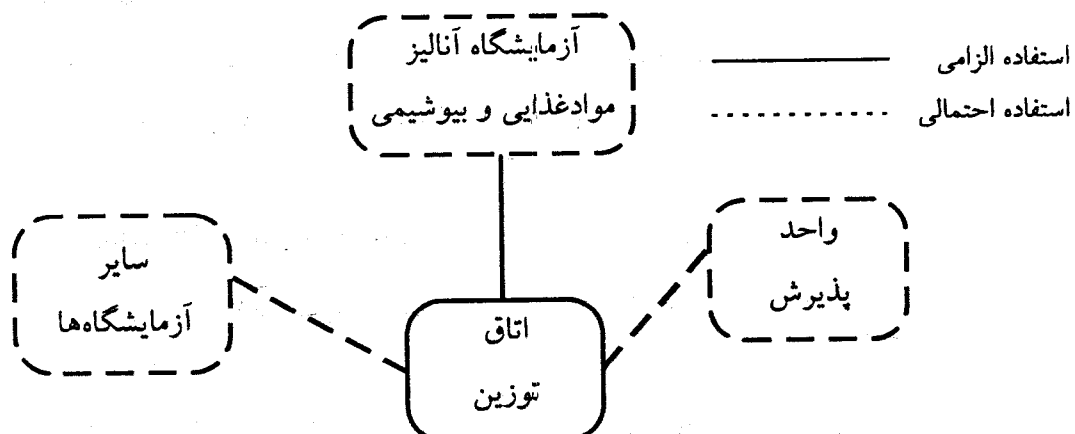 آزمایشگاه آنالیز
موادغذایی و بیوشیمی
استفاده الزامی
استفاده احتمالی
واحد
پذیرش
سایر
آزمایشگاه‌ها
اتاق
توزین